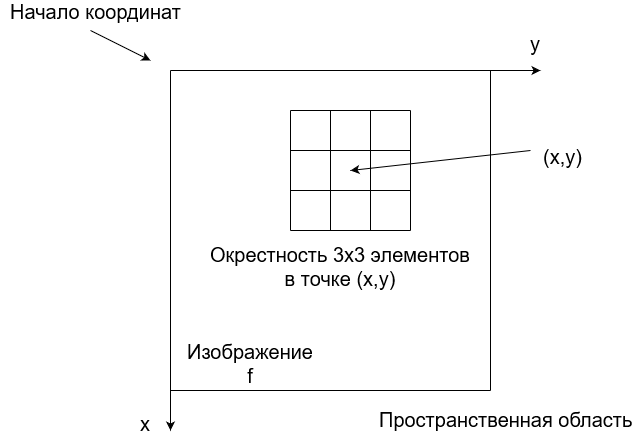 Начало координат
y
(x,y)
Окрестность 3x3 элементов
в точке (x,y)
Изображение
f
x
Пространственная область